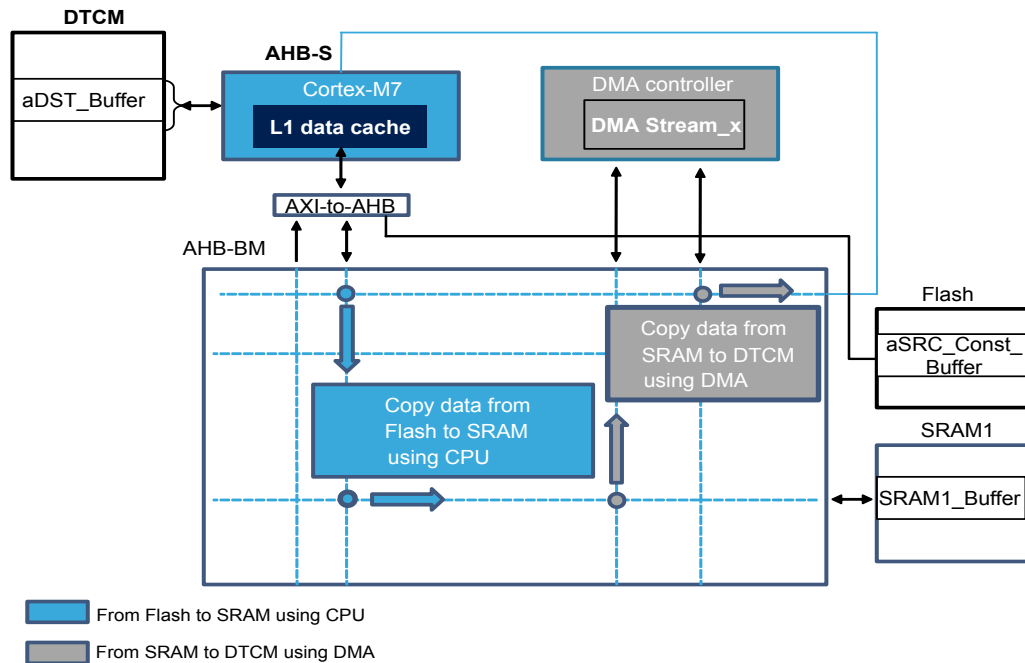 DTCM
aDST_Buffer
AHB-S
Cortex-M7
L1 data cache
DMA controller
DMA Stream_x
AXI-to-AHB
AHB-BM
Flash
aSRC_Const_
Buffer
Copy data from
SRAM to DTCM
using DMA
Copy data from
Flash to SRAM
using CPU
SRAM1
SRAM1_Buffer
From Flash to SRAM using CPU
From SRAM to DTCM using DMA